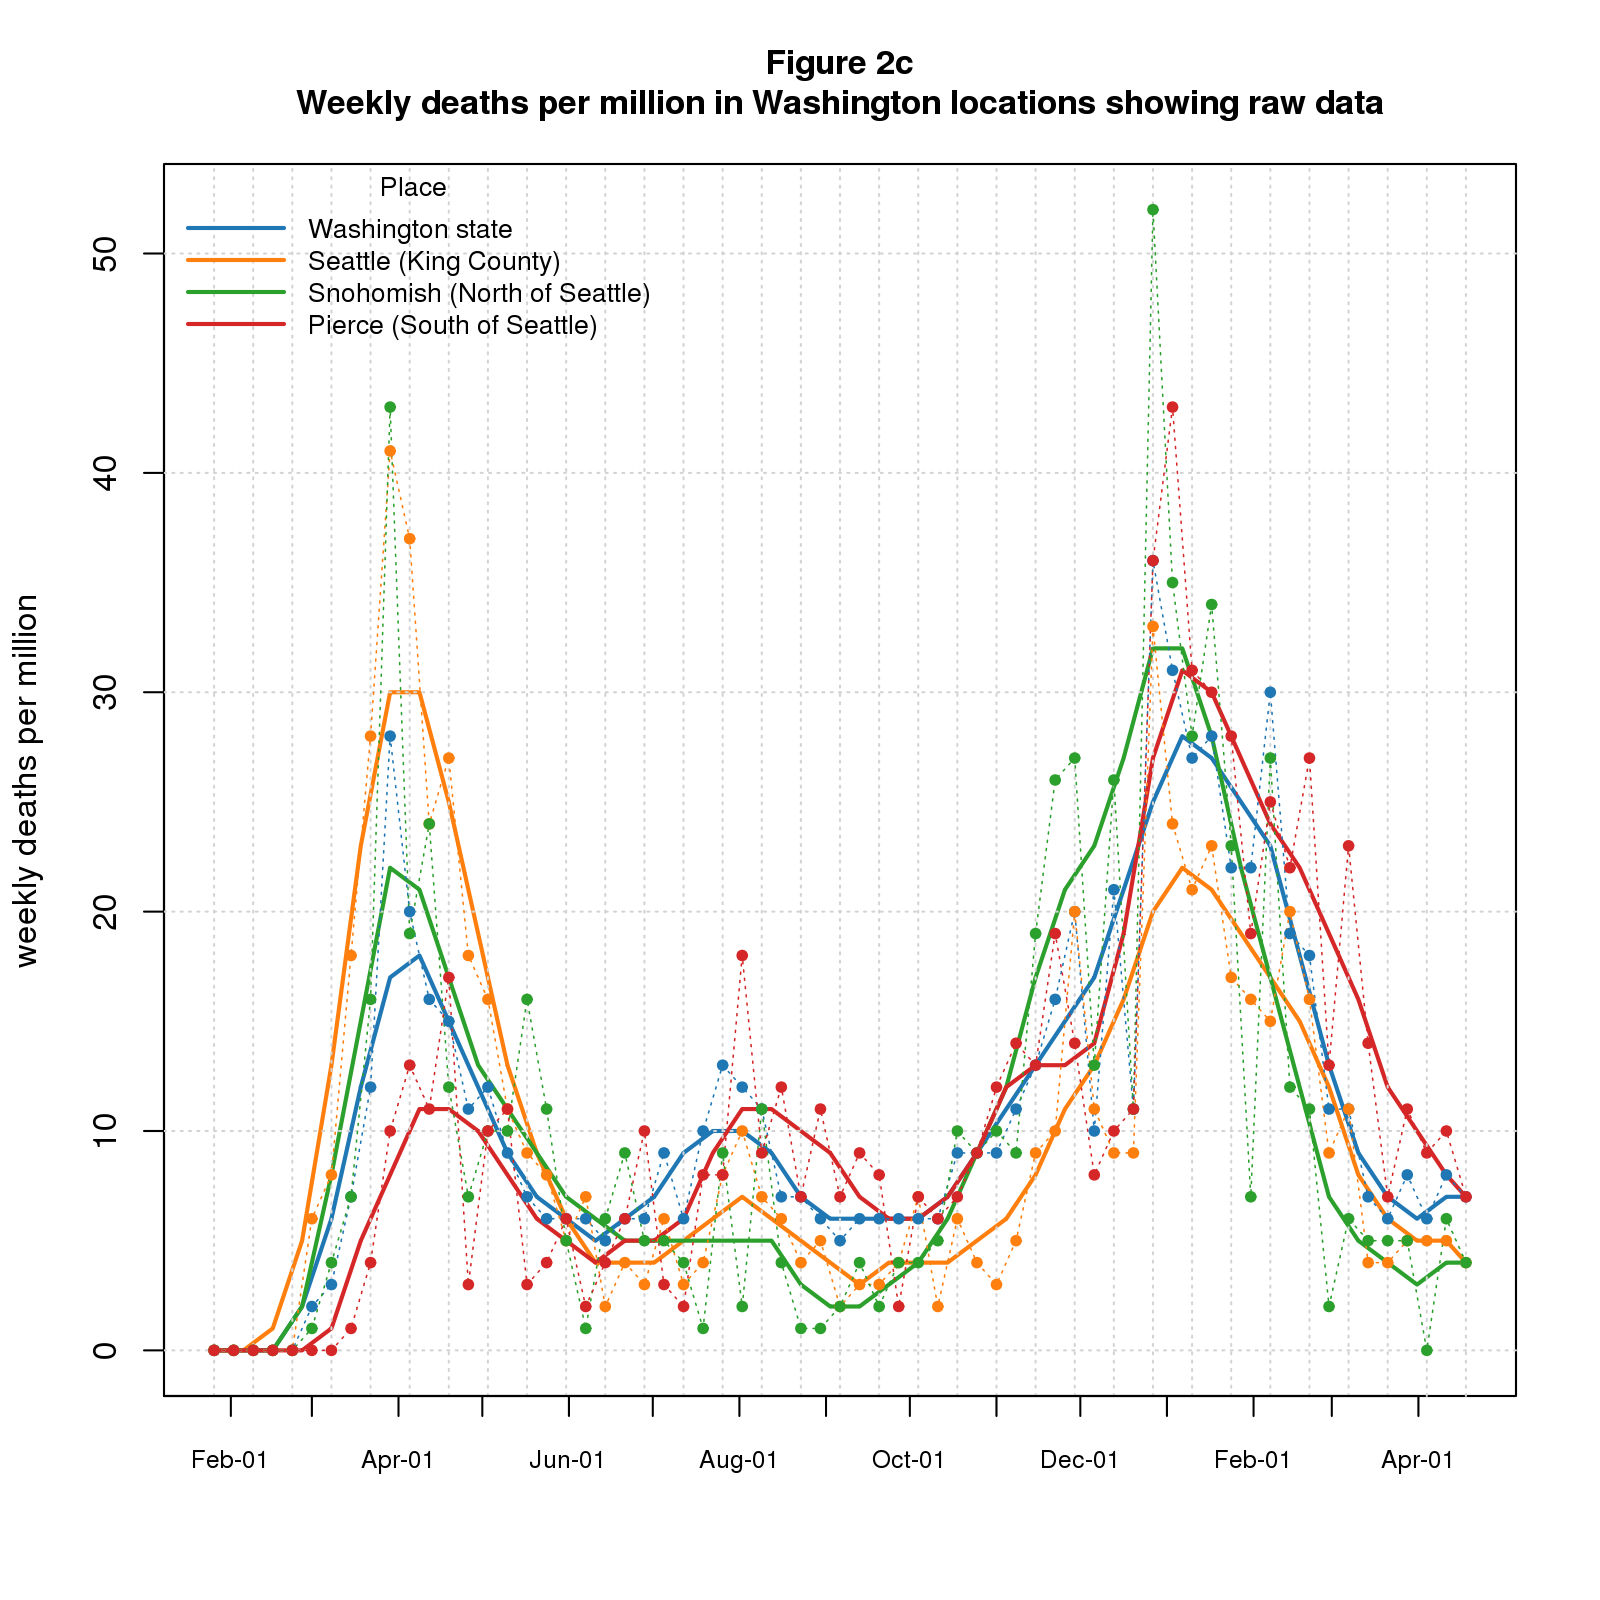 Figure 2c
Weekly deaths per million in Washington locations showing raw data
Place
Washington state
Seattle (King County)
Snohomish (North of Seattle)
Pierce (South of Seattle)
weekly deaths per million
50
40
30
20
10
0
Feb-01 Apr-01 Jun-01 Aug-01 Oct-01 Dec-01 Feb-01 Apr-01